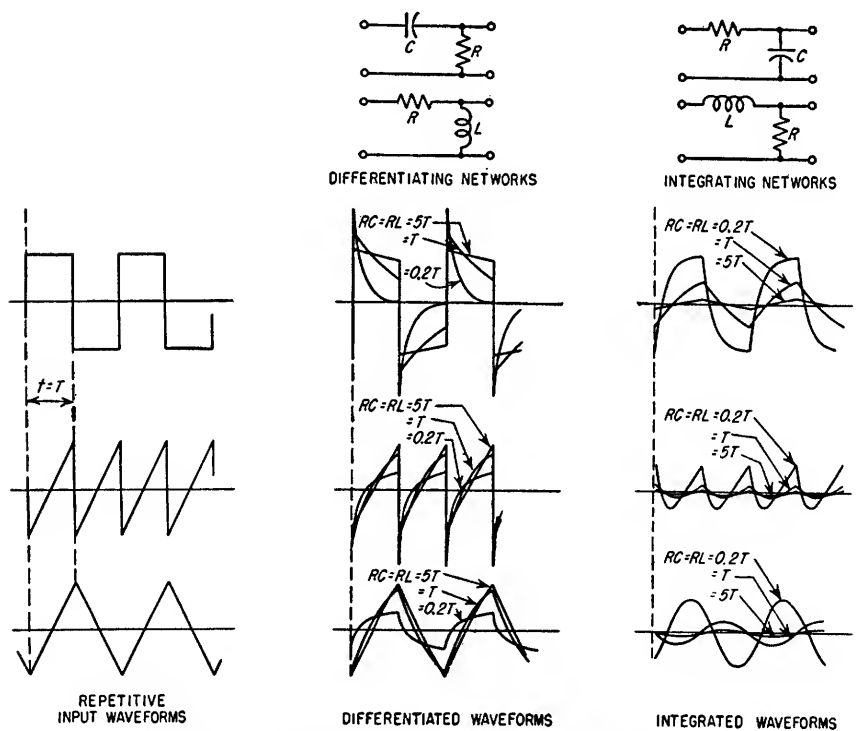 C
R
R
L
DIFFERENTIATING NETWORKS
R
C
L
R
INTEGRATING NETWORKS
RC=RL=5T
=T
=0.2T
RC=RL=0.2T
=T
=5T
t=T
RC=RL=5T
=T
=0.2T
RC=RL=0.2T
=T
=5T
RC=RL=5T
=T
=0.2T
RC=RL=0.2T
=T
=5T
REPETITIVE
INPUT WAVEFORMS
DIFFERENTIATED WAVEFORMS
INTEGRATED WAVEFORMS